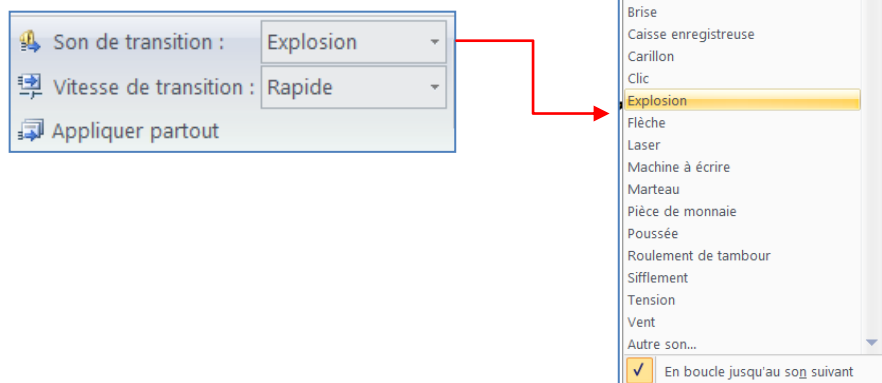 Son de transition : Explosion
Vitesse de transition : Rapide
Appliquer partout
Brise
Caisse enregistreuse
Carillon
Clic
Explosion
Flèche
Laser
Machine à écrire
Marteau
Pièce de monnaie
Poussée
Roulement de tambour
Sifflement
Tension
Vent
Autre son...
En boucle jusqu'au son suivant